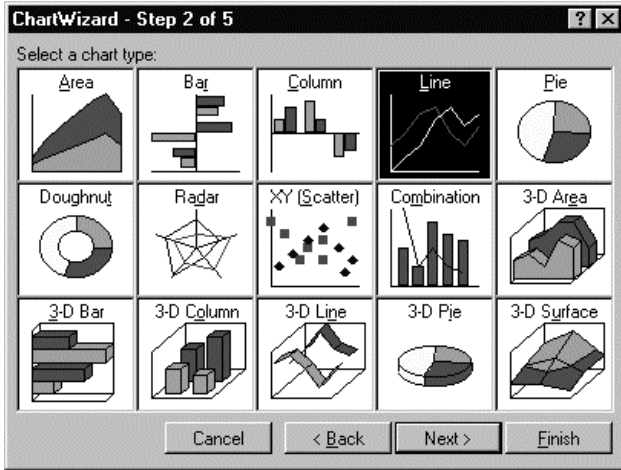 ChartWizard - Step 2 of 5
Select a chart type:
Area Bar Column Line Pie
Doughnut Radar XY (Scatter) Combination 3-D Area
3-D Bar 3-D Column 3-D Line 3-D Pie 3-D Surface
Cancel < Back Next > Finish